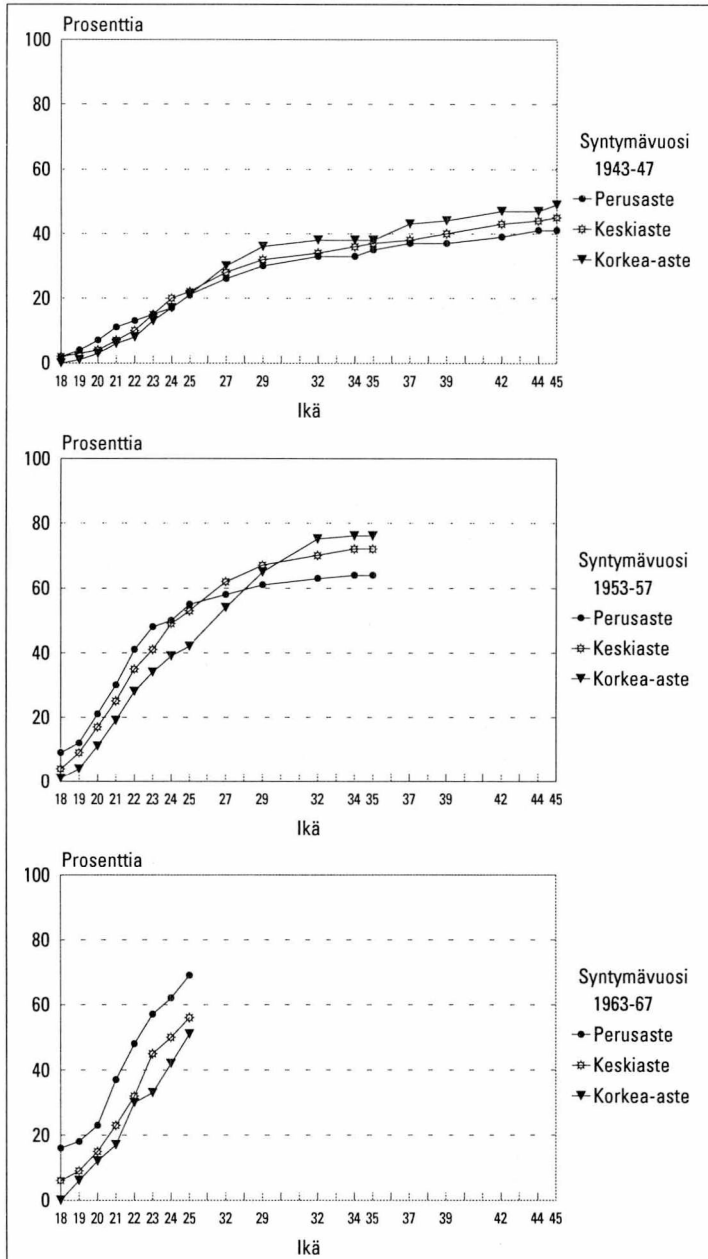 Prosenttia
100
80
60
40
20
0
18 19 20 21 22 23 24 25 27 29 32 34 35 37 39 42 44 45
Ikä
Syntymävuosi
1943-47
Perusaste
Keskiaste
Korkea-aste
Prosenttia
100
80
60
40
20
0
18 19 20 21 22 23 24 25 27 29 32 34 35 37 39 42 44 45
Ikä
Syntymävuosi
1953-57
Perusaste
Keskiaste
Korkea-aste
Prosenttia
100
80
60
40
20
0
18 19 20 21 22 23 24 25 32 29 32 34 35 37 39 42 44 45
Ikä
Syntymävuosi
1963-67
Perusaste
Keskiaste
Korkea-aste